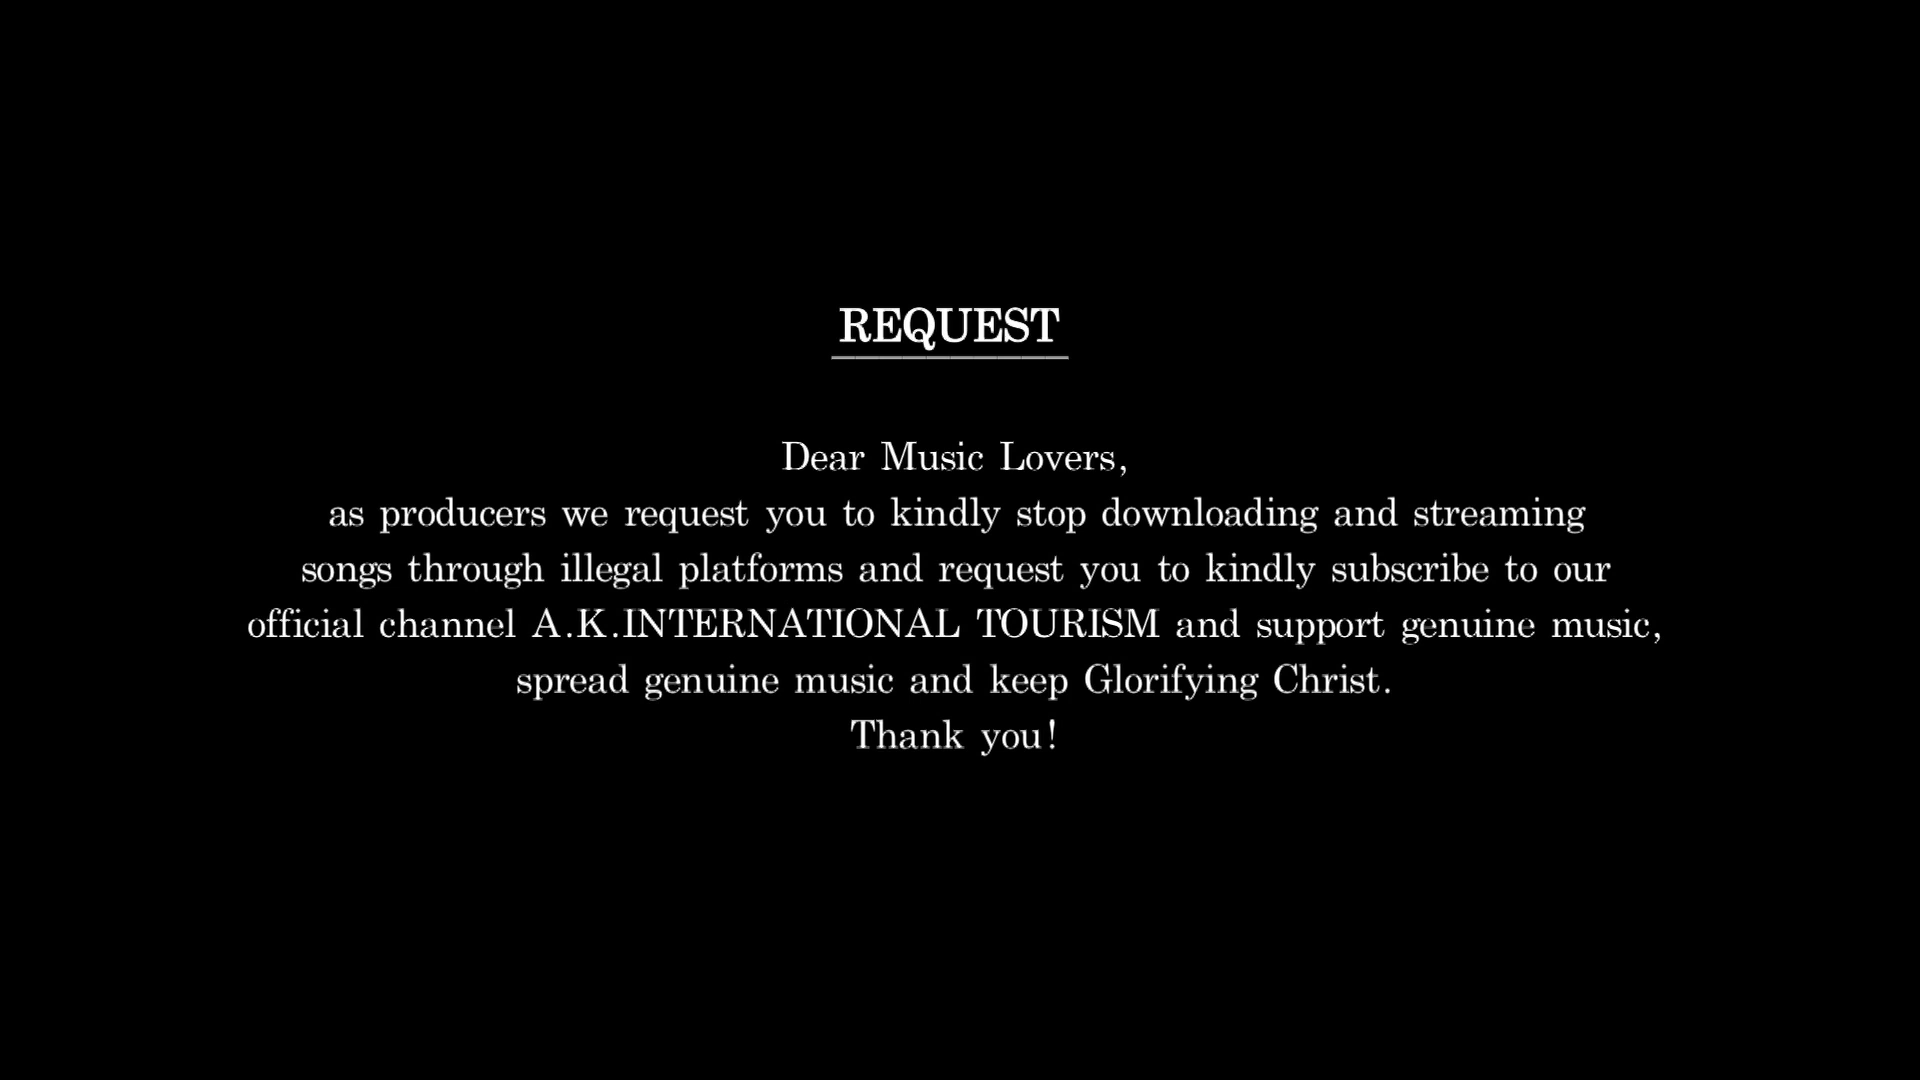 REQUEST
Dear Music Lovers,
as producers we request you to kindly stop downloading and streaming
songs through illegal platforms and request you to kindly subscribe to our
official channel A.K.INTERNATIONAL TOURISM and support genuine music,
spread genuine music and keep Glorifying Christ.
Thank you!